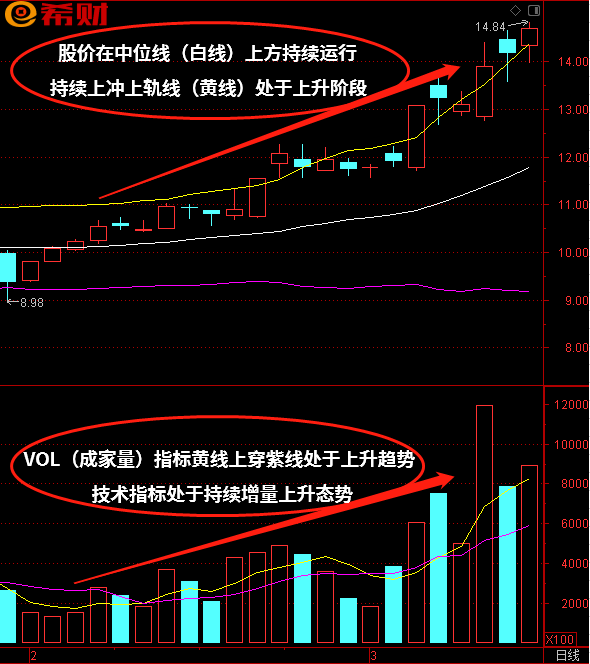 希财
14.84
股价在中位线（白线）上方持续运行
持续上冲上轨线（黄线）处于上升阶段
14.00
13.00
12.00
11.00
10.00
9.00
8.98
8.00
12000
10000
VOL（成家量）指标黄线上穿紫线处于上升趋势
8000
技术指标处于持续增量上升态势
6000
4000
2000
X100
2
3
日线